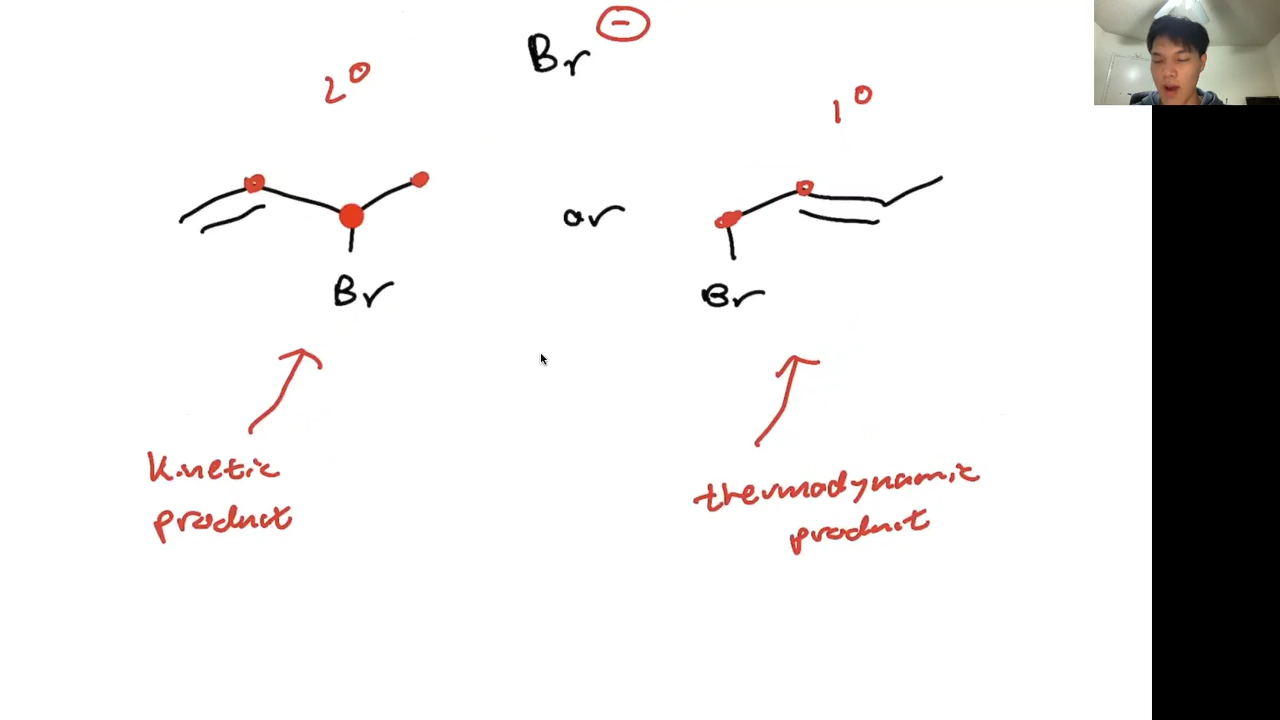 Br ⊖
2°
1°
or
Br
Br
kinetic
product
thermodynamic
product